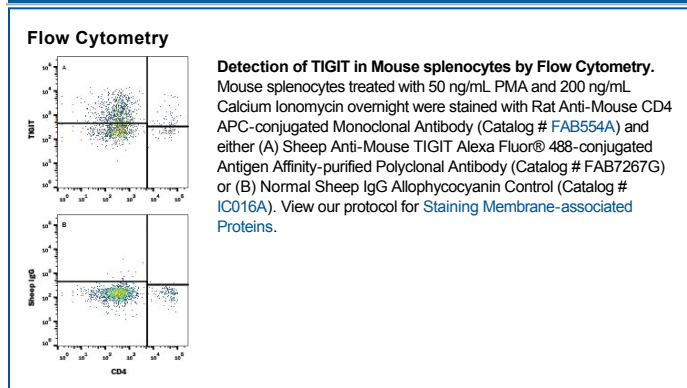 Flow Cytometry
Detection of TIGIT in Mouse splenocytes by Flow Cytometry.
Mouse splenocytes treated with 50 ng/mL PMA and 200 ng/mL
Calcium Ionomycin overnight were stained with Rat Anti-Mouse CD4
APC-conjugated Monoclonal Antibody (Catalog # FAB554A) and
either (A) Sheep Anti-Mouse TIGIT Alexa Fluor® 488-conjugated
Antigen Affinity-purified Polyclonal Antibody (Catalog # FAB7267G)
or (B) Normal Sheep IgG Allophycocyanin Control (Catalog #
IC016A). View our protocol for Staining Membrane-associated
Proteins.
A
TIGIT
B
Sheep IgG
CD4